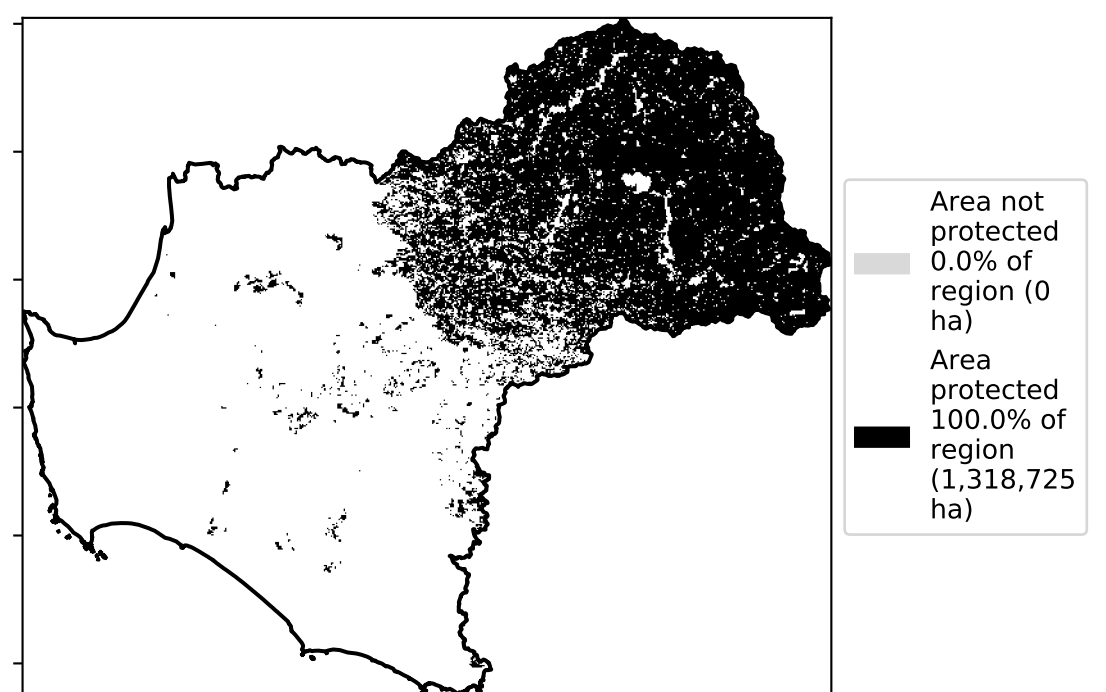 Area not
protected
0.0% of
region (0
ha)
Area
protected
100.0% of
region
(1,318,725
ha)